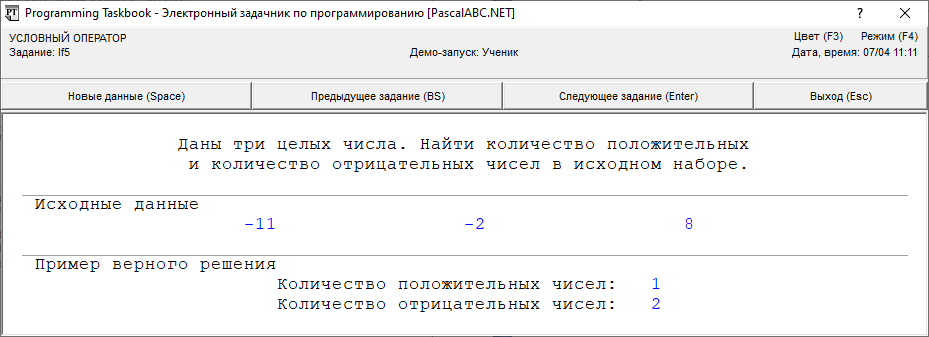 PT Programming Taskbook - Электронный задачник по программированию [PascalABC.NET] ? ×
УСЛОВНЫЙ ОПЕРАТОР Цвет (F3) Режим (F4)
Задание: If5 Демо-запуск: Ученик Дата, время: 07/04 11:11
Новые данные (Space) Предыдущее задание (BS) Следующее задание (Enter) Выход (Esc)
Даны три целых числа. Найти количество положительных
и количество отрицательных чисел в исходном наборе.
Исходные данные
-11 -2 8
Пример верного решения
Количество положительных чисел: 1
Количество отрицательных чисел: 2